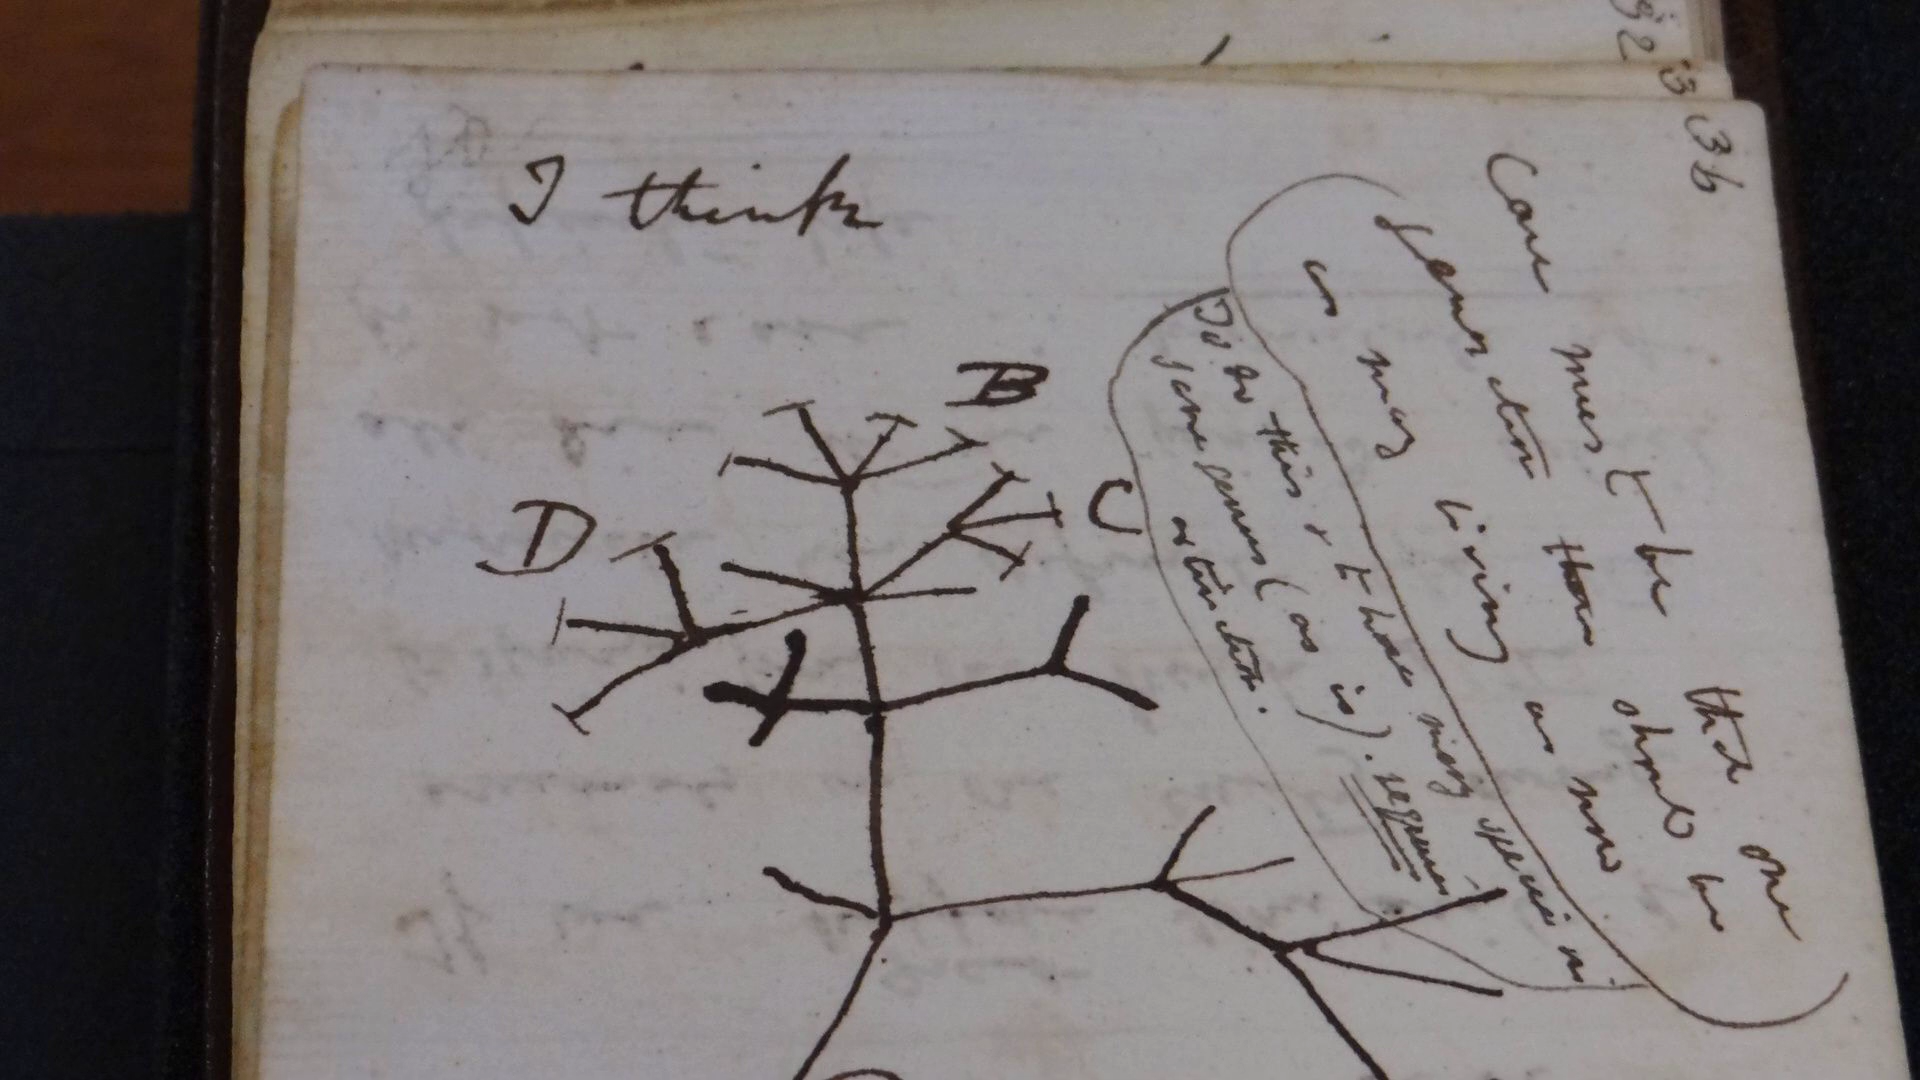 36
I think
Case must be that one
generation then should be
as many living as now
To do this & to have many species in
same genus (as is). requires
extinction.
B
C
D